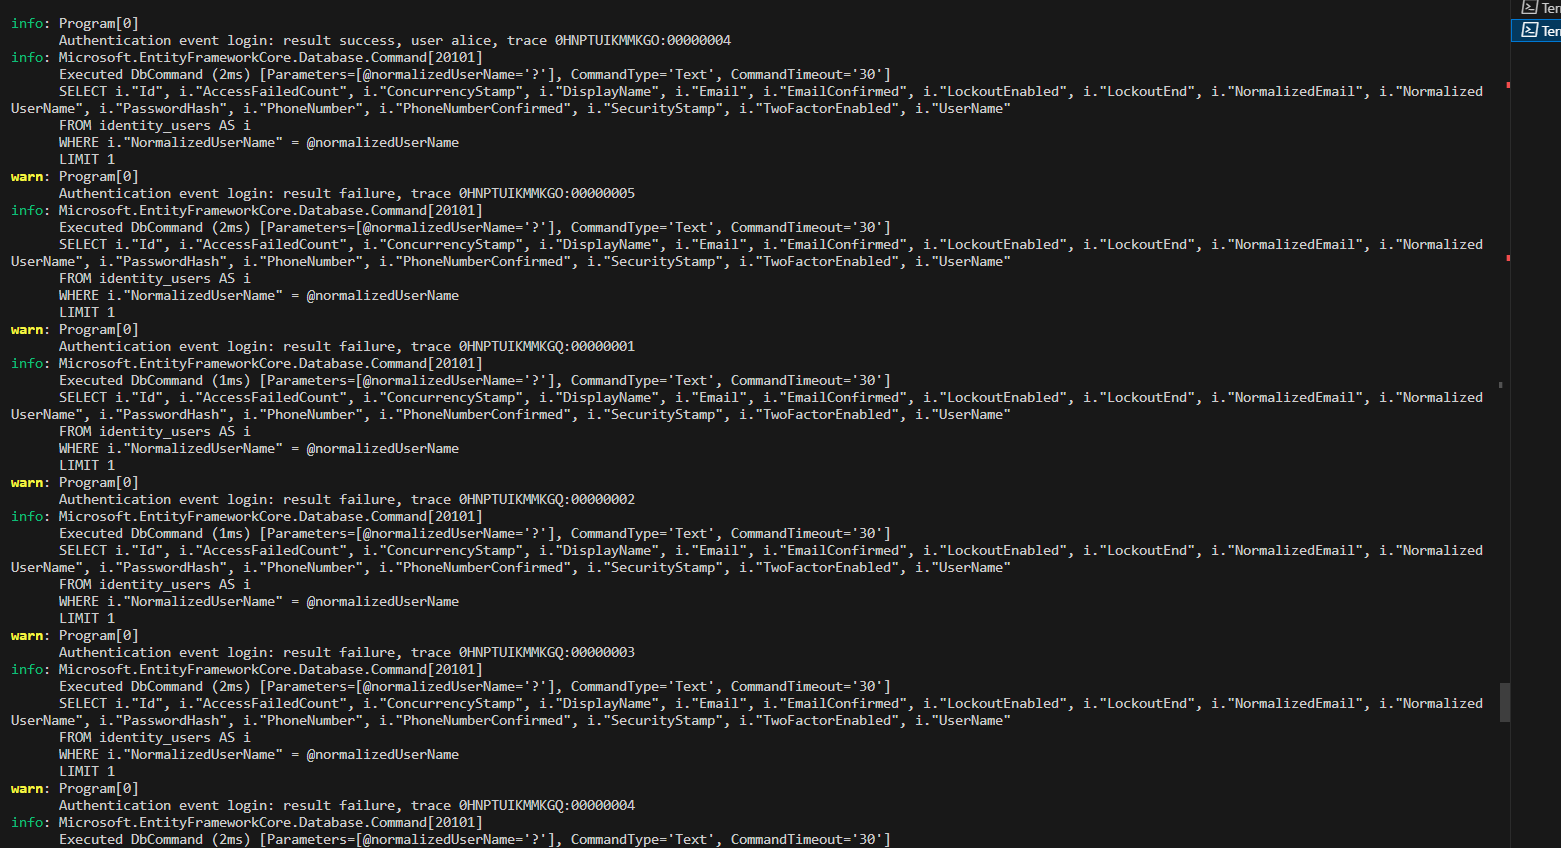 info: Program[0]
Authentication event login: result success, user alice, trace 0HNPTUIKMMKGO:00000004
info: Microsoft.EntityFrameworkCore.Database.Command[20101]
Executed DbCommand (2ms) [Parameters=[@normalizedUserName='?'], CommandType='Text', CommandTimeout='30']
SELECT i."Id", i."AccessFailedCount", i."ConcurrencyStamp", i."DisplayName", i."Email", i."EmailConfirmed", i."LockoutEnabled", i."LockoutEnd", i."NormalizedEmail", i."Normalized
UserName", i."PasswordHash", i."PhoneNumber", i."PhoneNumberConfirmed", i."SecurityStamp", i."TwoFactorEnabled", i."UserName"
FROM identity_users AS i
WHERE i."NormalizedUserName" = @normalizedUserName
LIMIT 1
warn: Program[0]
Authentication event login: result failure, trace 0HNPTUIKMMKGO:00000005
info: Microsoft.EntityFrameworkCore.Database.Command[20101]
Executed DbCommand (2ms) [Parameters=[@normalizedUserName='?'], CommandType='Text', CommandTimeout='30']
SELECT i."Id", i."AccessFailedCount", i."ConcurrencyStamp", i."DisplayName", i."Email", i."EmailConfirmed", i."LockoutEnabled", i."LockoutEnd", i."NormalizedEmail", i."Normalized
UserName", i."PasswordHash", i."PhoneNumber", i."PhoneNumberConfirmed", i."SecurityStamp", i."TwoFactorEnabled", i."UserName"
FROM identity_users AS i
WHERE i."NormalizedUserName" = @normalizedUserName
LIMIT 1
warn: Program[0]
Authentication event login: result failure, trace 0HNPTUIKMMKGQ:00000001
info: Microsoft.EntityFrameworkCore.Database.Command[20101]
Executed DbCommand (1ms) [Parameters=[@normalizedUserName='?'], CommandType='Text', CommandTimeout='30']
SELECT i."Id", i."AccessFailedCount", i."ConcurrencyStamp", i."DisplayName", i."Email", i."EmailConfirmed", i."LockoutEnabled", i."LockoutEnd", i."NormalizedEmail", i."Normalized
UserName", i."PasswordHash", i."PhoneNumber", i."PhoneNumberConfirmed", i."SecurityStamp", i."TwoFactorEnabled", i."UserName"
FROM identity_users AS i
WHERE i."NormalizedUserName" = @normalizedUserName
LIMIT 1
warn: Program[0]
Authentication event login: result failure, trace 0HNPTUIKMMKGQ:00000002
info: Microsoft.EntityFrameworkCore.Database.Command[20101]
Executed DbCommand (1ms) [Parameters=[@normalizedUserName='?'], CommandType='Text', CommandTimeout='30']
SELECT i."Id", i."AccessFailedCount", i."ConcurrencyStamp", i."DisplayName", i."Email", i."EmailConfirmed", i."LockoutEnabled", i."LockoutEnd", i."NormalizedEmail", i."Normalized
UserName", i."PasswordHash", i."PhoneNumber", i."PhoneNumberConfirmed", i."SecurityStamp", i."TwoFactorEnabled", i."UserName"
FROM identity_users AS i
WHERE i."NormalizedUserName" = @normalizedUserName
LIMIT 1
warn: Program[0]
Authentication event login: result failure, trace 0HNPTUIKMMKGQ:00000003
info: Microsoft.EntityFrameworkCore.Database.Command[20101]
Executed DbCommand (2ms) [Parameters=[@normalizedUserName='?'], CommandType='Text', CommandTimeout='30']
SELECT i."Id", i."AccessFailedCount", i."ConcurrencyStamp", i."DisplayName", i."Email", i."EmailConfirmed", i."LockoutEnabled", i."LockoutEnd", i."NormalizedEmail", i."Normalized
UserName", i."PasswordHash", i."PhoneNumber", i."PhoneNumberConfirmed", i."SecurityStamp", i."TwoFactorEnabled", i."UserName"
FROM identity_users AS i
WHERE i."NormalizedUserName" = @normalizedUserName
LIMIT 1
warn: Program[0]
Authentication event login: result failure, trace 0HNPTUIKMMKGQ:00000004
info: Microsoft.EntityFrameworkCore.Database.Command[20101]
Executed DbCommand (2ms) [Parameters=[@normalizedUserName='?'], CommandType='Text', CommandTimeout='30']
Ter
Ter